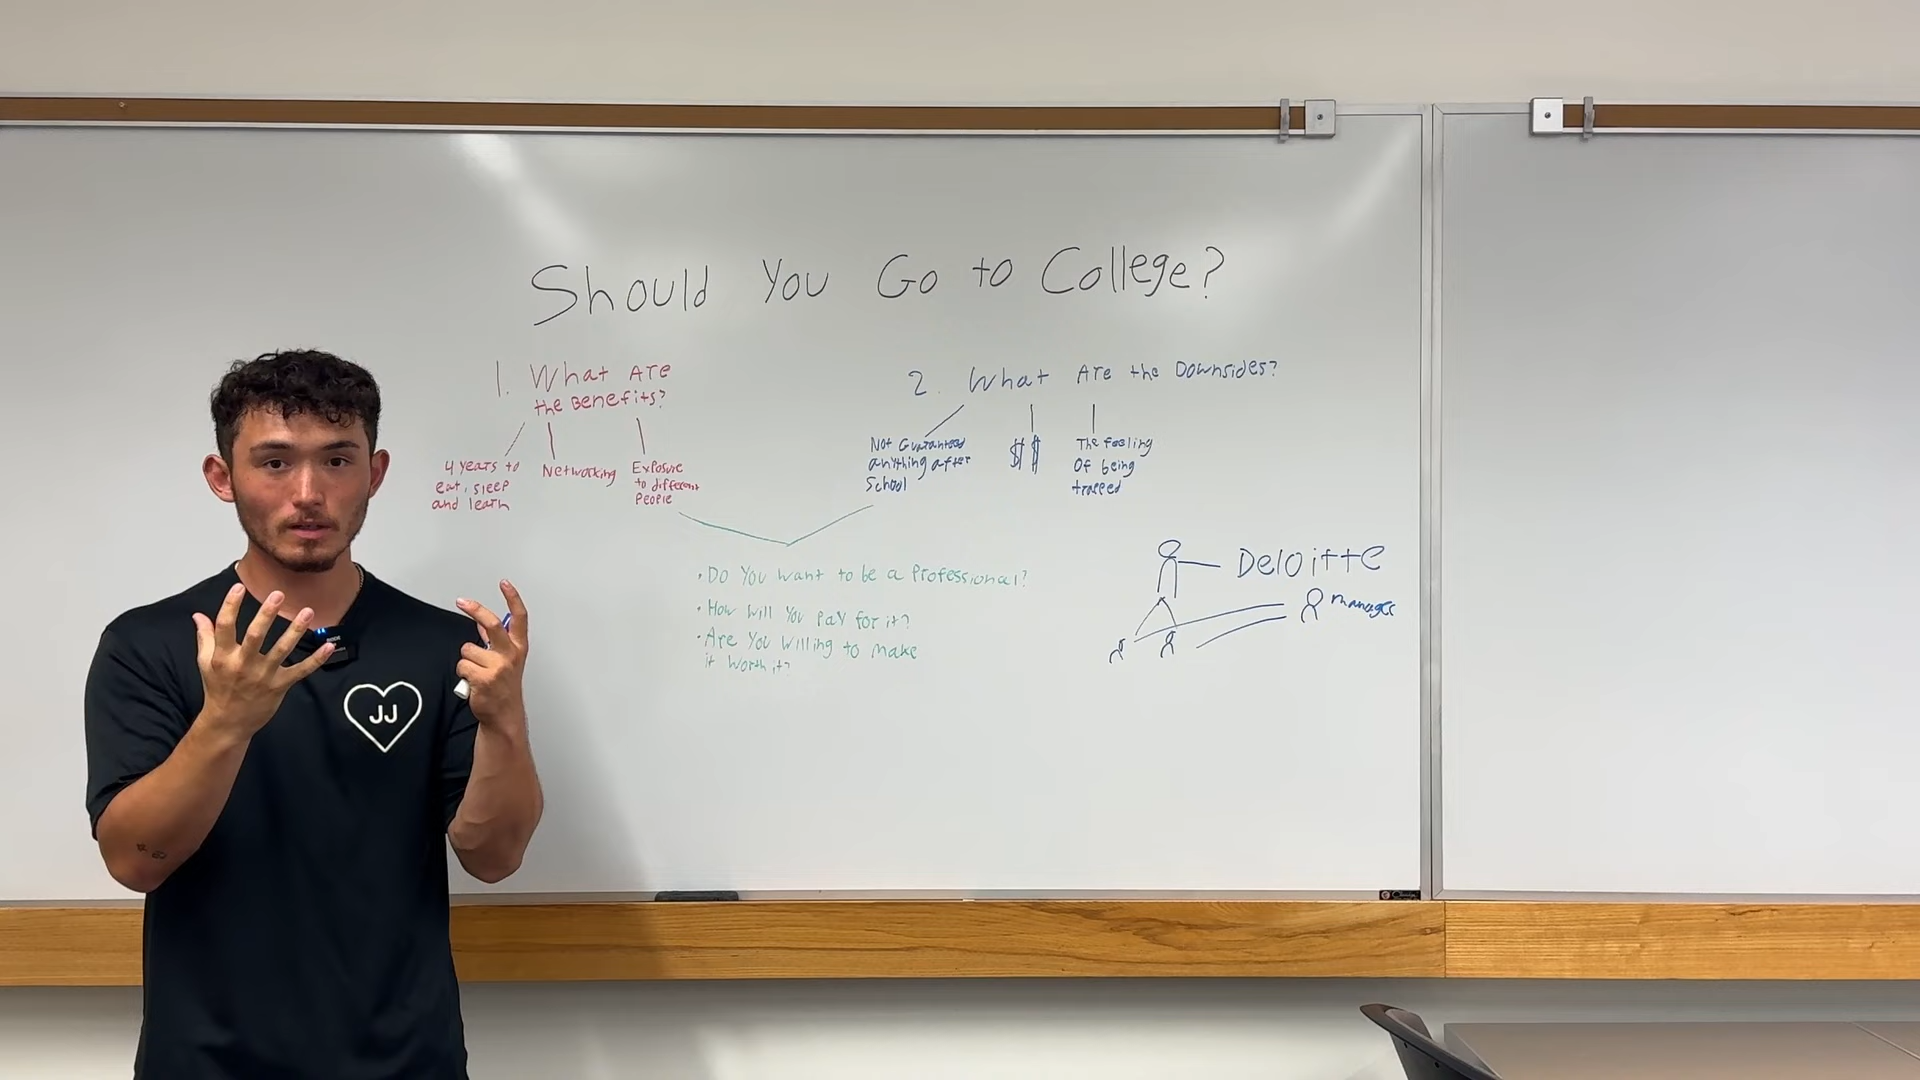 Should You Go to College?
1. What Are
the Benefits?
4 years to
eat, sleep
and learn
Networking
Exposure
to different
People
2. What Are the Downsides?
Not Guaranteed
anything after
School
$$
The feeling
Of being
trapped
• Do You want to be a Professional?
• How will You Pay for it?
• Are You Willing to make
it worth it?
Deloitte
Manager
JJ